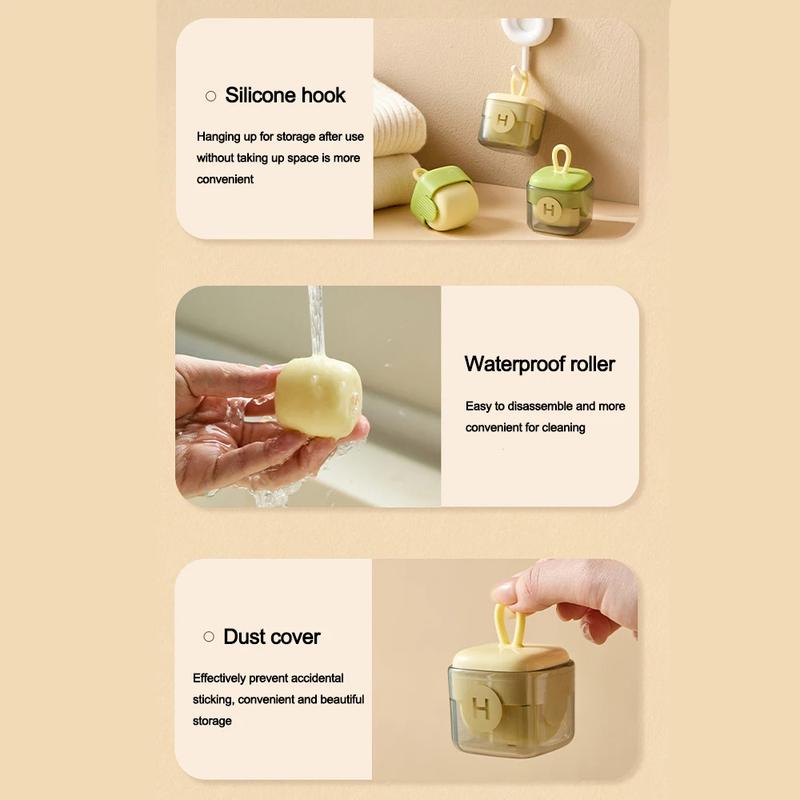 Silicone hook
Hanging up for storage after use
without taking up space is more
convenient
H
H
Waterproof roller
Easy to disassemble and more
convenient for cleaning
Dust cover
Effectively prevent accidental
sticking, convenient and beautiful
storage
H